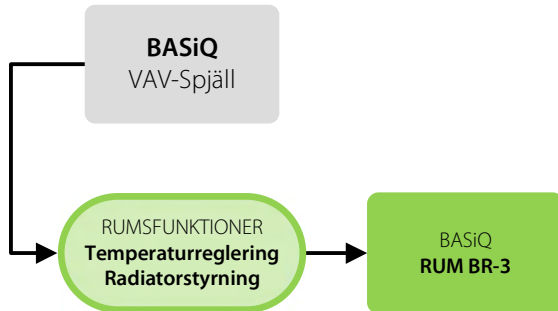 BASiQ
VAV-Spjäll
RUMSFUNKTIONER
Temperaturreglering
Radiatorstyrning
BASiQ
RUM BR-3